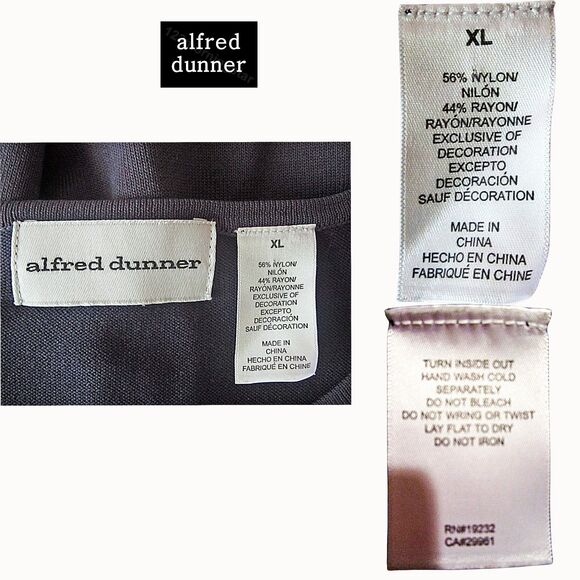 alfred
dunner
alfred dunner
XL
56% NYLON/
NILÓN
44% RAYON/
RAYÓN/RAYONNE
EXCLUSIVE OF
DECORATION
EXCEPTO
DECORACIÓN
SAUF DÉCORATION
MADE IN
CHINA
HECHO EN CHINA
FABRIQUÉ EN CHINE
XL
56% NYLON/
NILÓN
44% RAYON/
RAYÓN/RAYONNE
EXCLUSIVE OF
DECORATION
EXCEPTO
DECORACIÓN
SAUF DÉCORATION
MADE IN
CHINA
HECHO EN CHINA
FABRIQUÉ EN CHINE
TURN INSIDE OUT
HAND WASH COLD
SEPARATELY
DO NOT BLEACH
DO NOT WRING OR TWIST
LAY FLAT TO DRY
DO NOT IRON
RN#19232
CA#29961